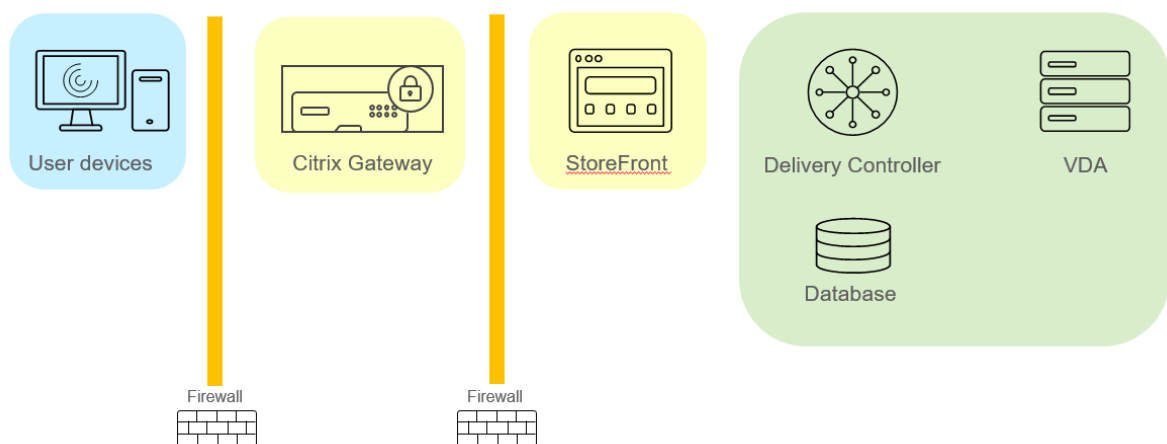 User devices
Citrix Gateway
StoreFront
Delivery Controller
VDA
Database
Firewall
Firewall